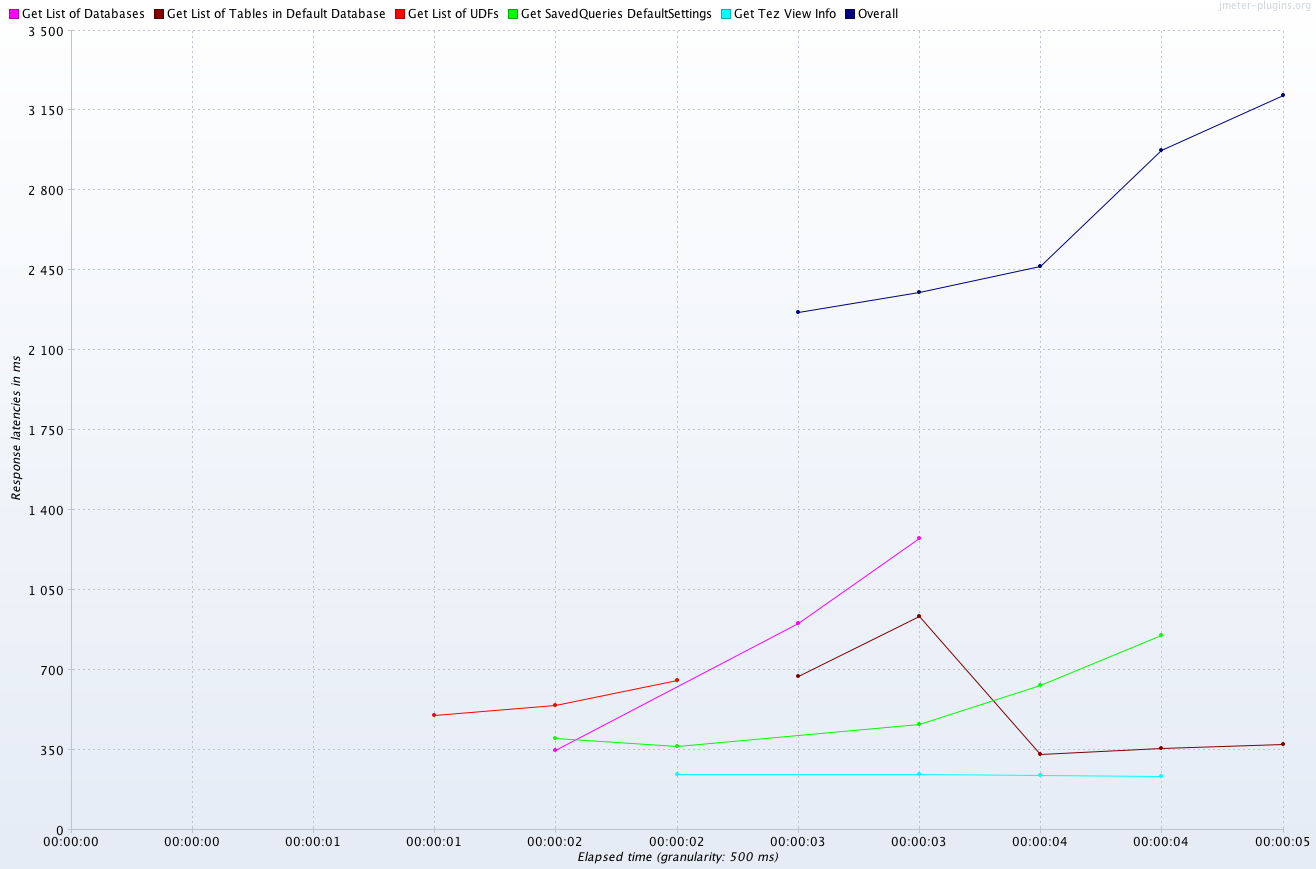 jmeter-plugins.org
Get List of Databases Get List of Tables in Default Database Get List of UDFs Get SavedQueries DefaultSettings Get Tez View Info Overall
3 500
3 150
2 800
2 450
2 100
1 750
1 400
1 050
700
350
0
Response latencies in ms
00:00:00 00:00:00 00:00:01 00:00:01 00:00:02 00:00:02 00:00:03 00:00:03 00:00:04 00:00:04 00:00:05
Elapsed time (granularity: 500 ms)